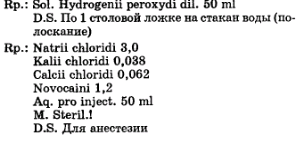 Rp.: Sol. Hydrogenii peroxydi dil. 50 ml
D.S. По 1 столовой ложке на стакан воды (по-
лоскание)
Rp.: Natrii chloridi 3,0
Kalii chloridi 0,038
Calcii chloridi 0,062
Novocaini 1,2
Aq. pro inject. 50 ml
M. Steril.!
D.S. Для анестезии